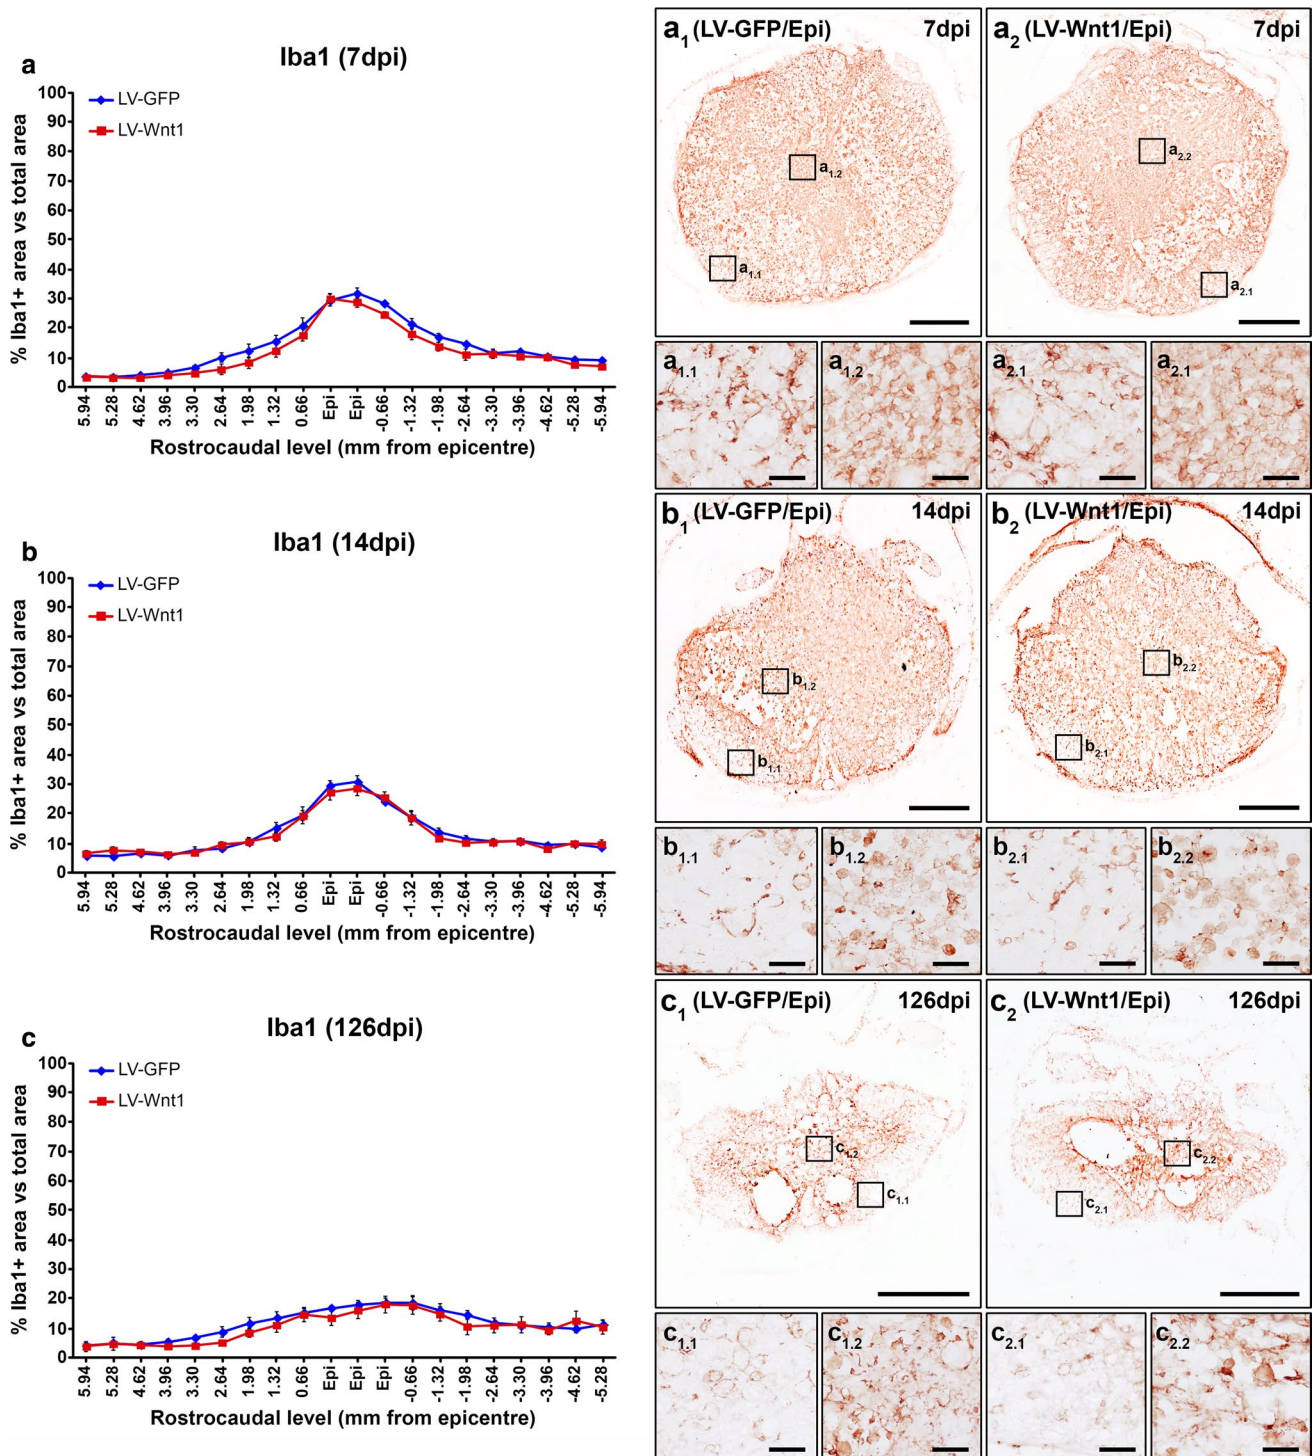 a
Iba1 (7dpi)
LV-GFP
LV-Wnt1
% Iba1+ area vs total area
100
90
80
70
60
50
40
30
20
10
0
5.94 5.28 4.62 3.96 3.30 2.64 1.98 1.32 0.66 Epi Epi -0.66 -1.32 -1.98 -2.64 -3.30 -3.96 -4.62 -5.28 -5.94
Rostrocaudal level (mm from epicentre)
a1 (LV-GFP/Epi) 7dpi
a1.2
a1.1
a2 (LV-Wnt1/Epi) 7dpi
a2.2
a2.1
a1.1
a1.2
a2.1
a2.1
b
Iba1 (14dpi)
LV-GFP
LV-Wnt1
% Iba1+ area vs total area
100
90
80
70
60
50
40
30
20
10
0
5.94 5.28 4.62 3.96 3.30 2.64 1.98 1.32 0.66 Epi Epi -0.66 -1.32 -1.98 -2.64 -3.30 -3.96 -4.62 -5.28 -5.94
Rostrocaudal level (mm from epicentre)
b1 (LV-GFP/Epi) 14dpi
b1.2
b1.1
b2 (LV-Wnt1/Epi) 14dpi
b2.2
b2.1
b1.1
b1.2
b2.1
b2.2
c
Iba1 (126dpi)
LV-GFP
LV-Wnt1
% Iba1+ area vs total area
100
90
80
70
60
50
40
30
20
10
0
5.94 5.28 4.62 3.96 3.30 2.64 1.98 1.32 0.66 Epi Epi Epi -0.66 -1.32 -1.98 -2.64 -3.30 -3.96 -4.62 -5.28
Rostrocaudal level (mm from epicentre)
c1 (LV-GFP/Epi) 126dpi
c1.2
c1.1
c2 (LV-Wnt1/Epi) 126dpi
c2.2
c2.1
c1.1
c1.2
c2.1
c2.2